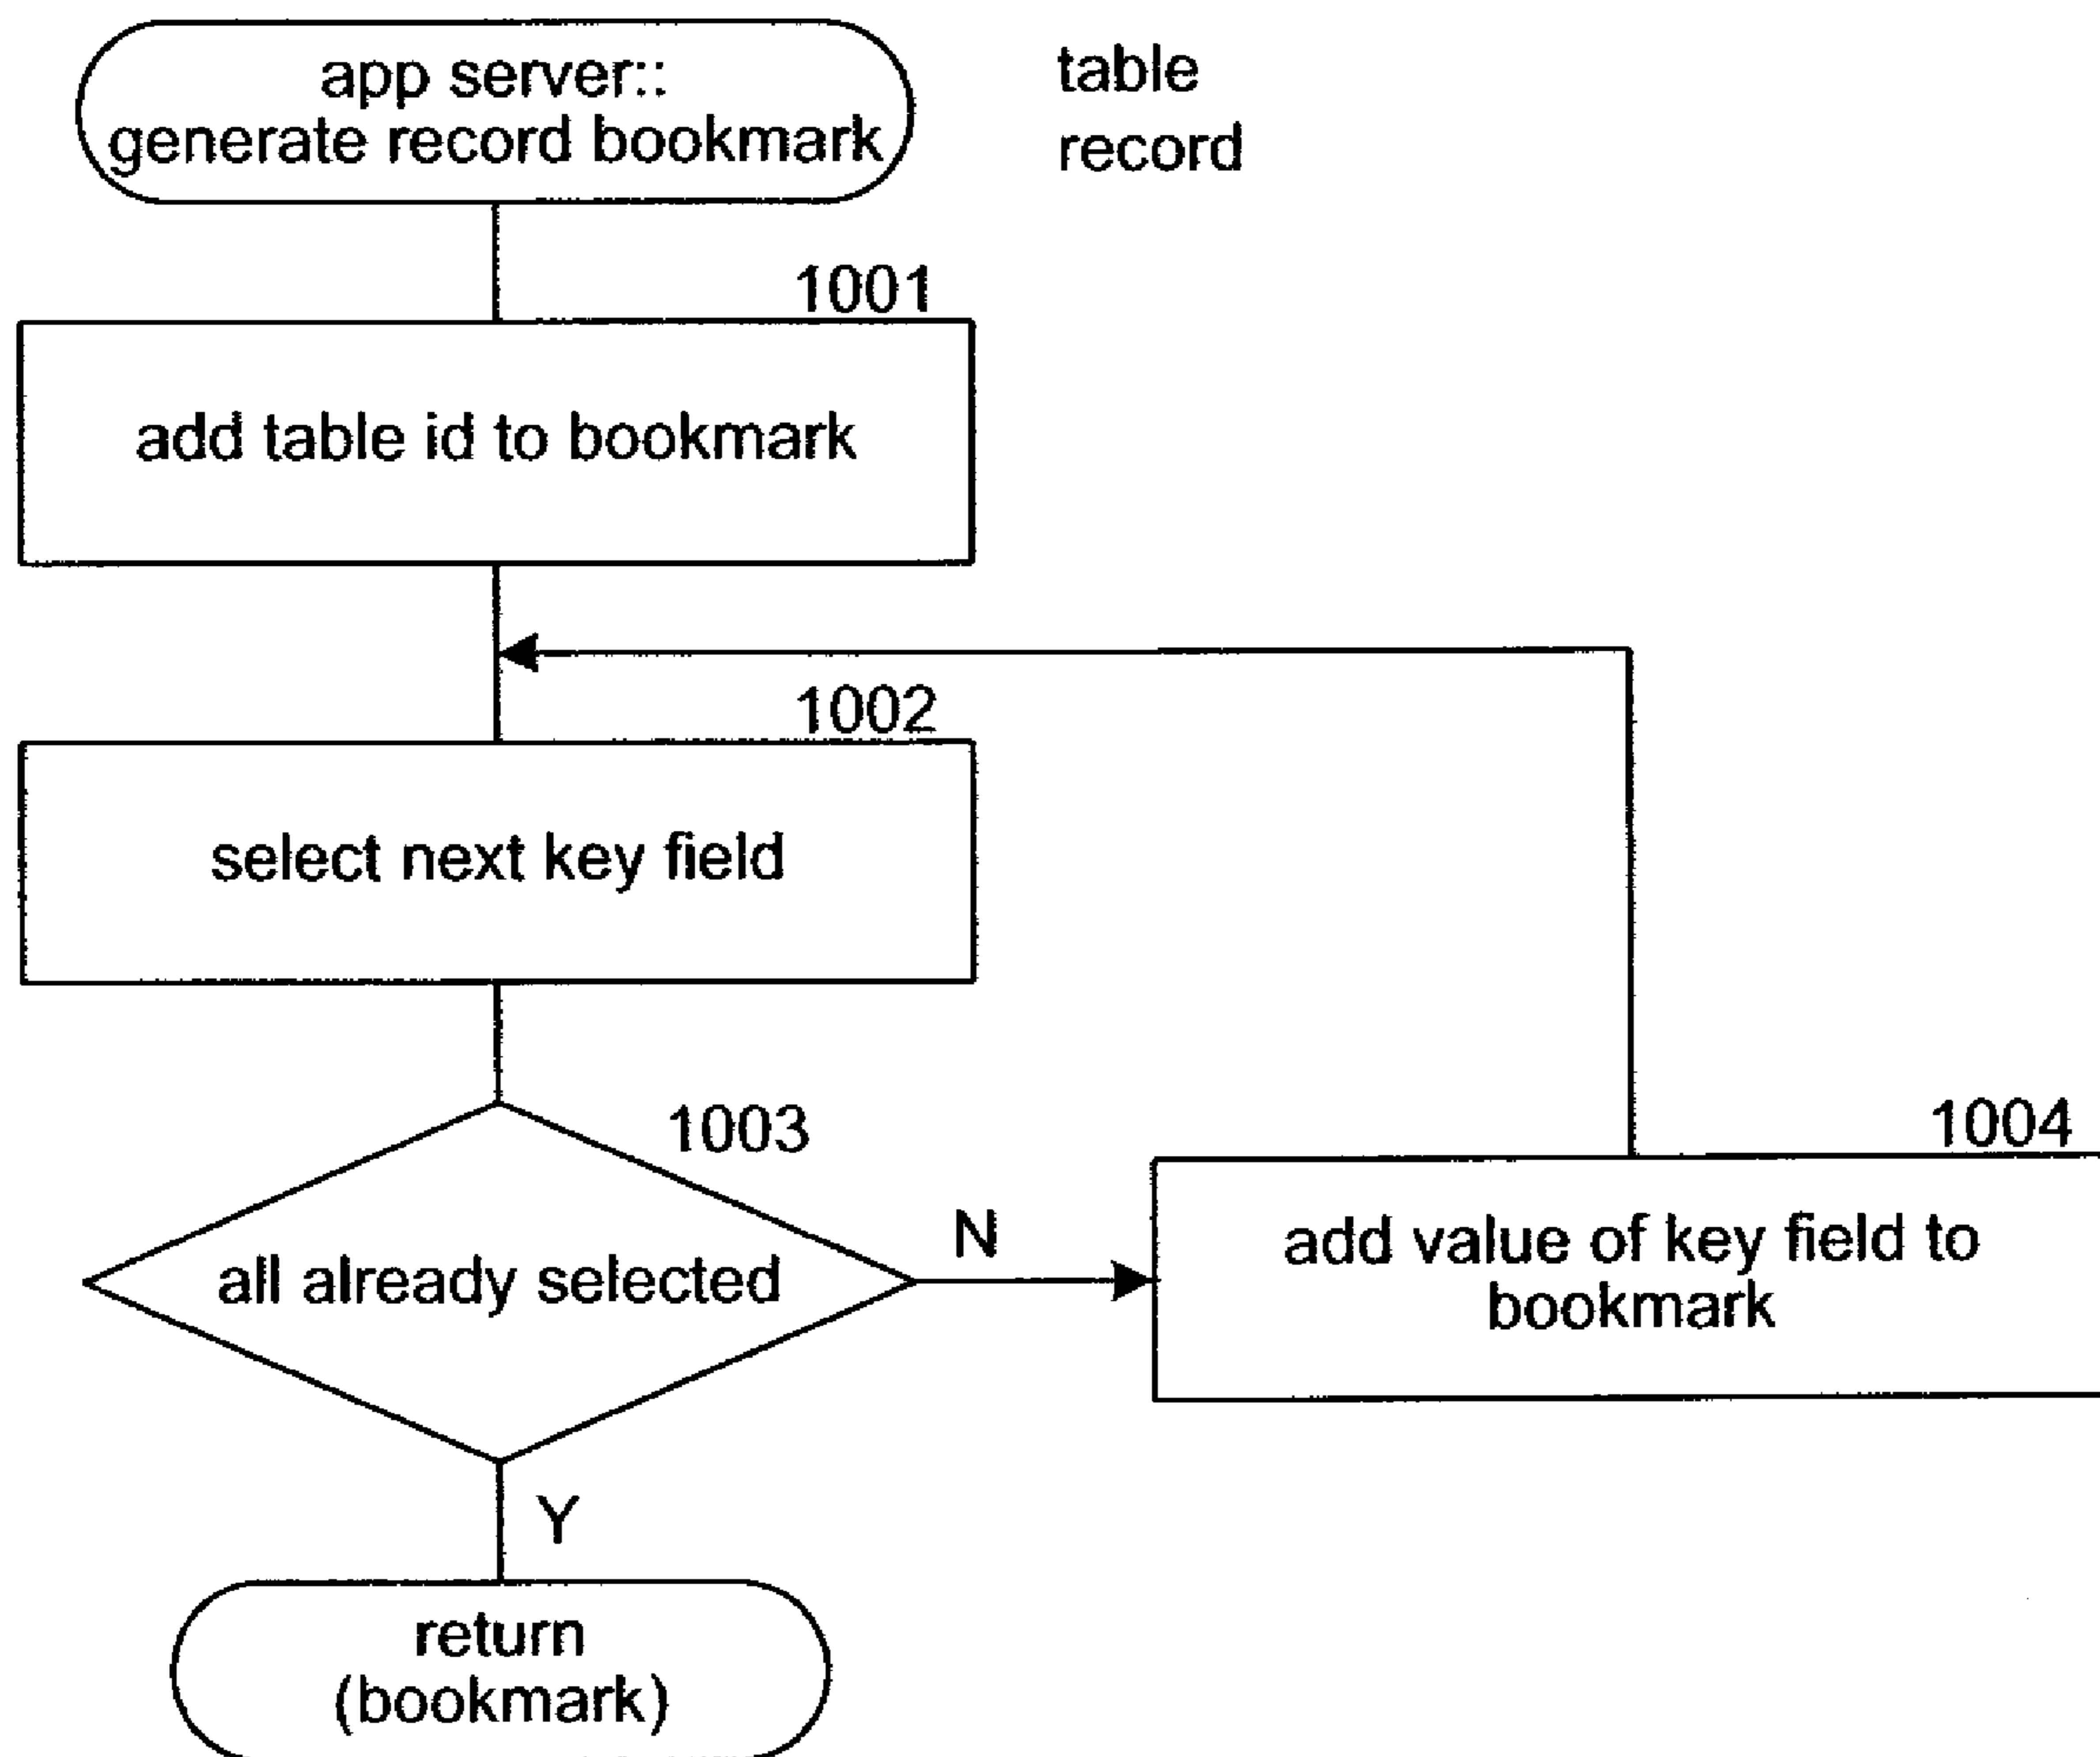 app server::
generate record bookmark
table
record
1001
add table id to bookmark
1002
select next key field
1003
all already selected
N
1004
add value of key field to
bookmark
Y
return
(bookmark)